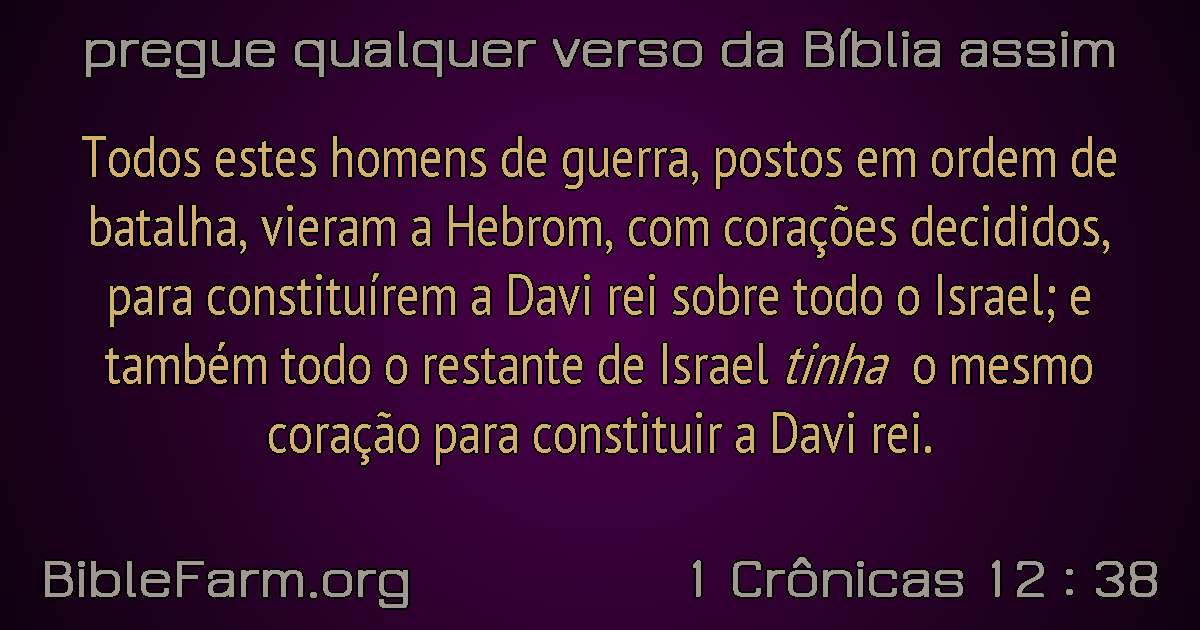 pregue qualquer verso da Bíblia assim
Todos estes homens de guerra, postos em ordem de
batalha, vieram a Hebrom, com corações decididos,
para constituírem a Davi rei sobre todo o Israel; e
também todo o restante de Israel tinha o mesmo
coração para constituir a Davi rei.
BibleFarm.org
1 Crônicas 12 : 38